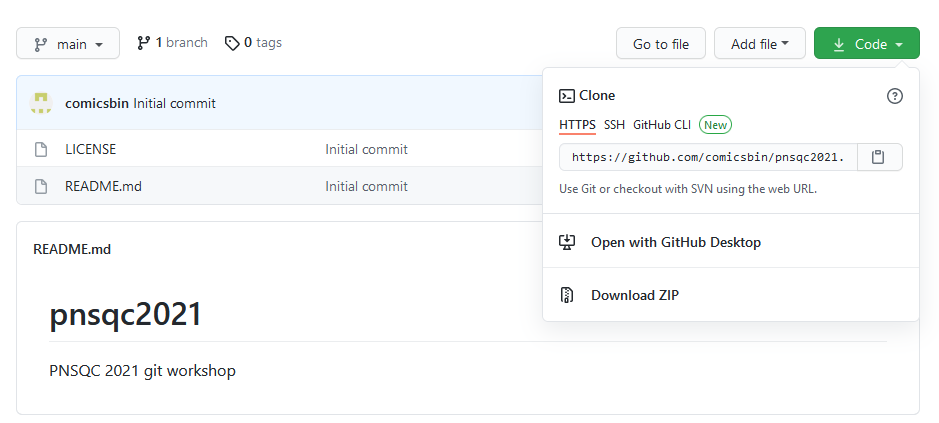 main 1 branch 0 tags Go to file Add file Code
comicsbin Initial commit
LICENSE Initial commit
README.md Initial commit
Clone
HTTPS SSH GitHub CLI New
https://github.com/comicsbin/pnsqc2021.
Use Git or checkout with SVN using the web URL.
Open with GitHub Desktop
Download ZIP
README.md
pnsqc2021
PNSQC 2021 git workshop